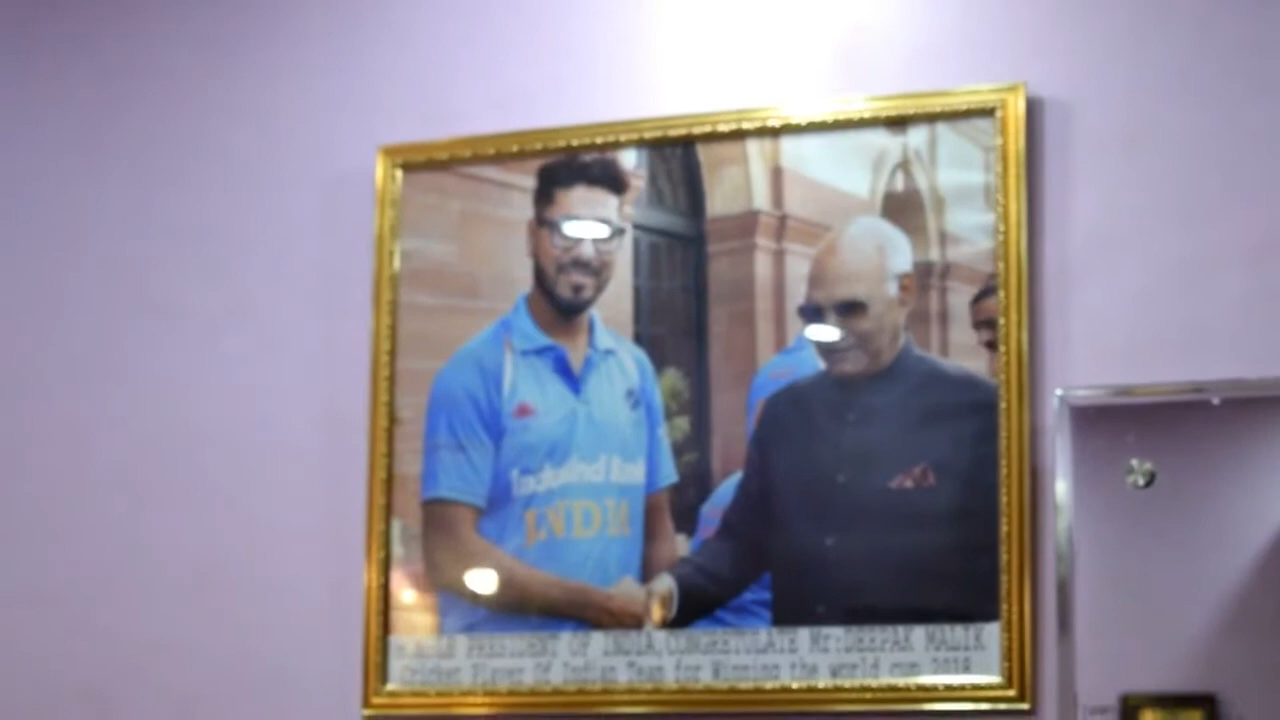 IndusInd Bank
INDIA
PRESIDENT OF INDIA, CONGRETULATE Mr:DEEPAK MALIK
Cricket Player Of Indian Team for Winning the world cup 2018